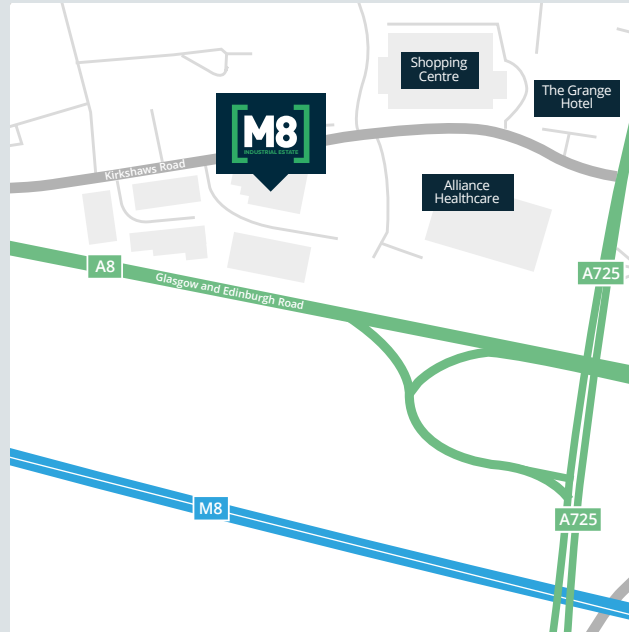 Shopping
Centre
The Grange
Hotel
M8
INDUSTRIAL ESTATE
Kirkshaws Road
Alliance
Healthcare
A8
A725
Glasgow and Edinburgh Road
M8
A725